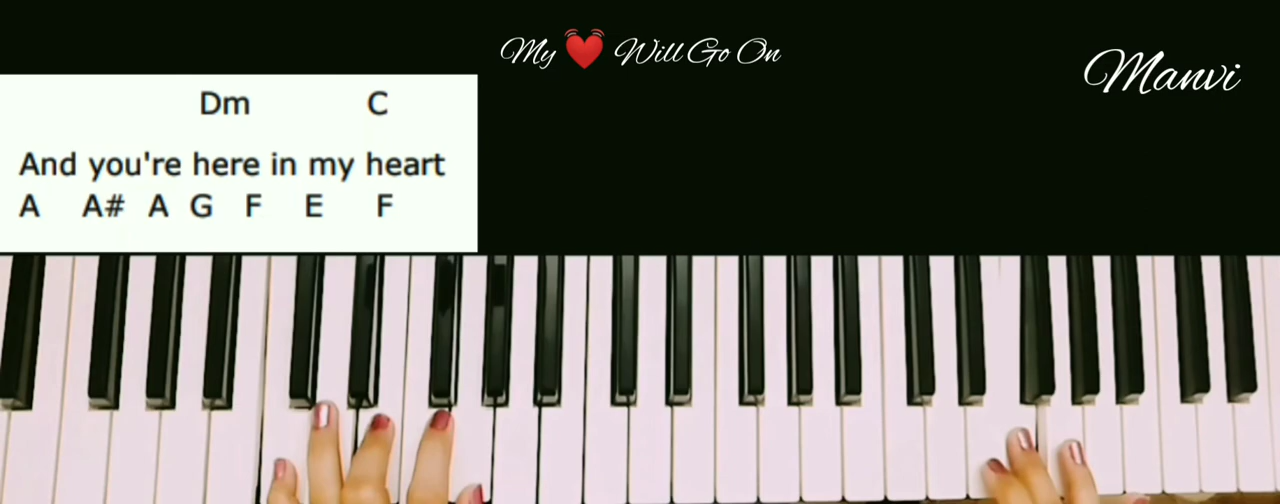 My ❤️ Will Go On
Manvi
Dm C
And you're here in my heart
A A# A G F E F